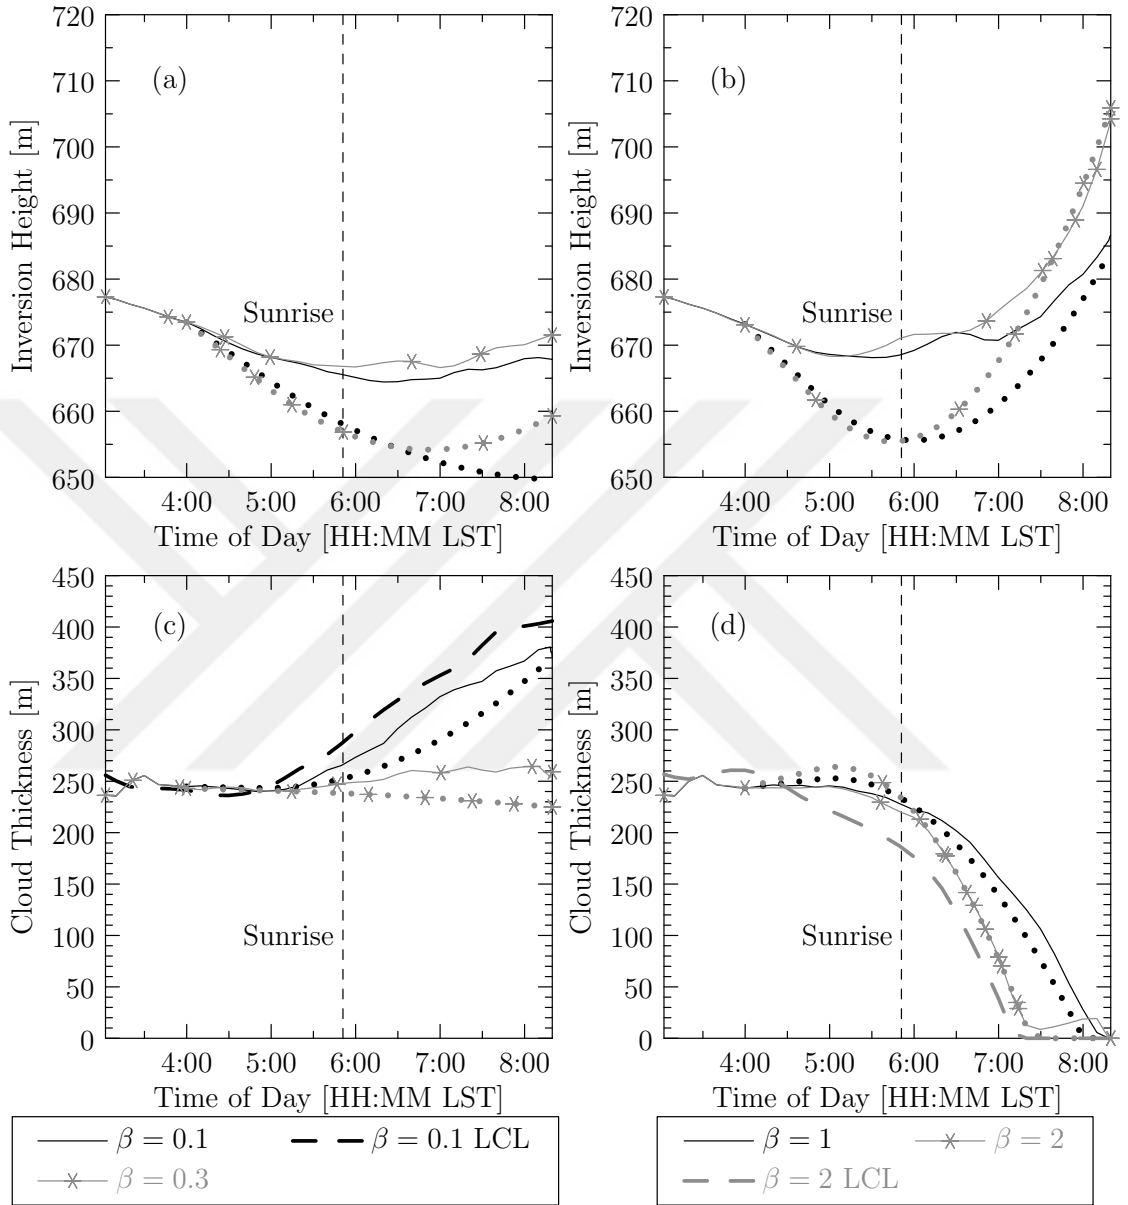 720
710
700
690
680
670
660
650
Inversion Height [m]
(a)
Sunrise
4:00 5:00 6:00 7:00 8:00
Time of Day [HH:MM LST]
720
710
700
690
680
670
660
650
Inversion Height [m]
(b)
Sunrise
4:00 5:00 6:00 7:00 8:00
Time of Day [HH:MM LST]
450
400
350
300
250
200
150
100
50
0
Cloud Thickness [m]
(c)
Sunrise
4:00 5:00 6:00 7:00 8:00
Time of Day [HH:MM LST]
450
400
350
300
250
200
150
100
50
0
Cloud Thickness [m]
(d)
Sunrise
4:00 5:00 6:00 7:00 8:00
Time of Day [HH:MM LST]
β = 0.1 β = 0.1 LCL
β = 0.3
β = 1 β = 2
β = 2 LCL